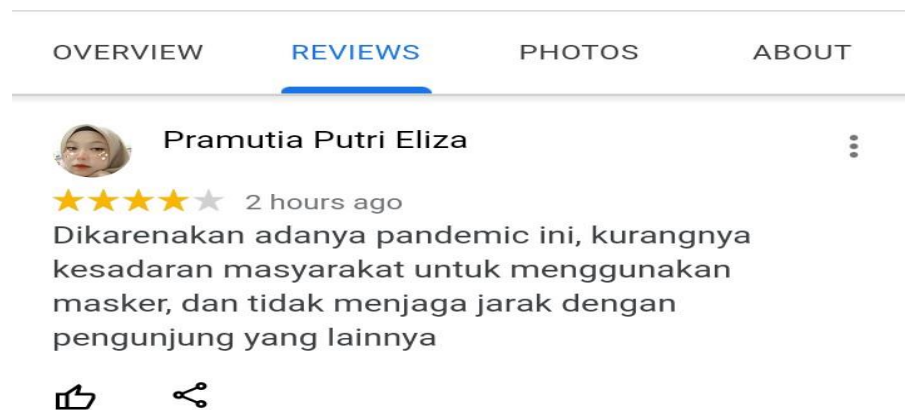 OVERVIEW REVIEWS PHOTOS ABOUT
Pramutia Putri Eliza
2 hours ago
Dikarenakan adanya pandemic ini, kurangnya
kesadaran masyarakat untuk menggunakan
masker, dan tidak menjaga jarak dengan
pengunjung yang lainnya